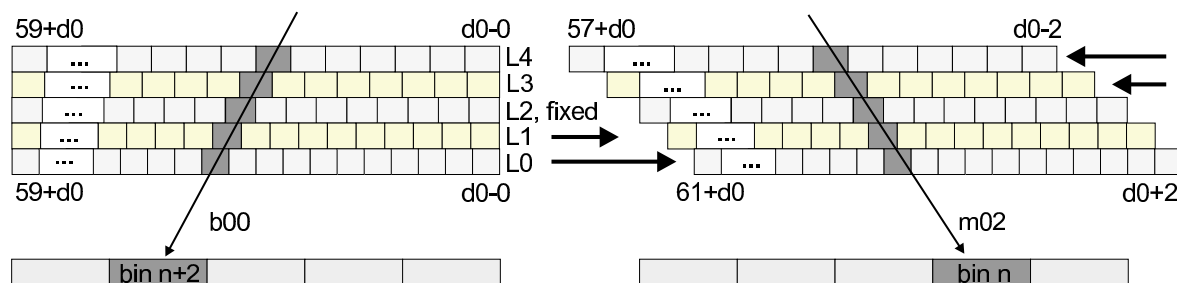 59+d0 d0-0 57+d0 d0-2
... L4 ...
... L3 ...
... L2, fixed ...
... L1 ...
... L0 ...
59+d0 d0-0 61+d0 d0+2
b00 m02
bin n+2 bin n